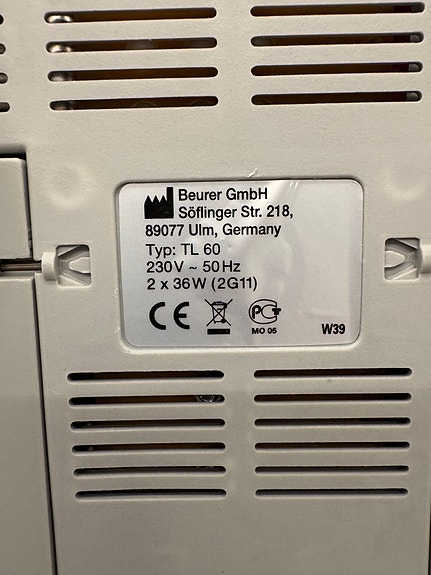 Beurer GmbH
Söflinger Str. 218,
89077 Ulm, Germany
Typ: TL 60
230V ~ 50Hz
2 x 36W (2G11)
CE
MO 05
W39